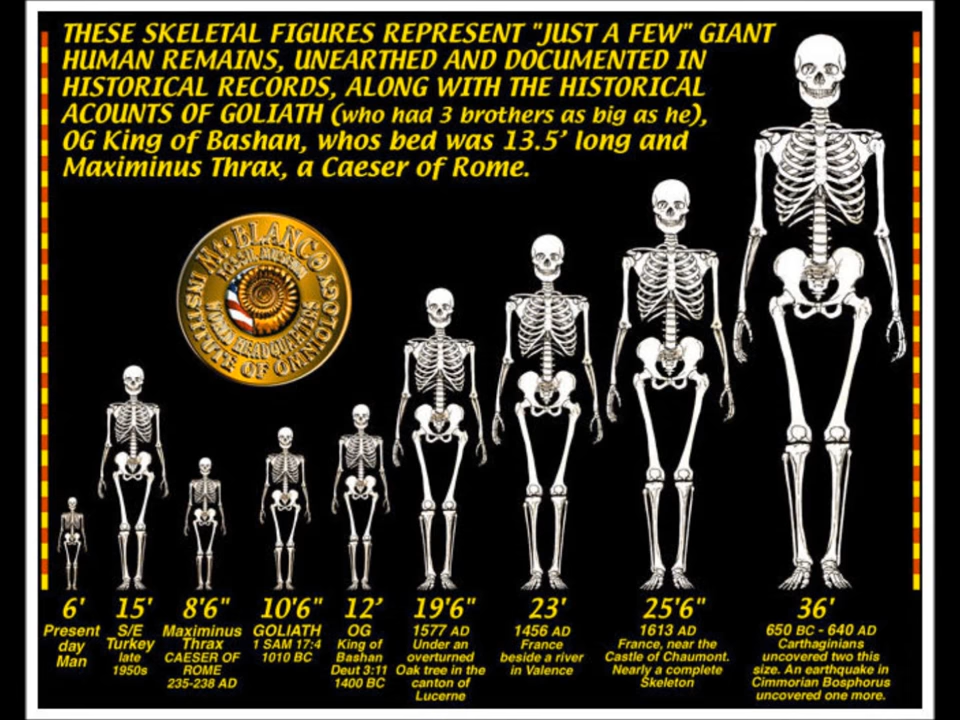 THESE SKELETAL FIGURES REPRESENT "JUST A FEW" GIANT
HUMAN REMAINS, UNEARTHED AND DOCUMENTED IN
HISTORICAL RECORDS, ALONG WITH THE HISTORICAL
ACOUNTS OF GOLIATH (who had 3 brothers as big as he),
OG King of Bashan, whos bed was 13.5’ long and
Maximinus Thrax, a Caeser of Rome.
MT. BLANCO
FOSSIL MUSEUM
WORLD HEADQUARTERS
INSTITUTE OF OMNIOLOGY
6'
Present
day
Man
15'
S/E
Turkey
late
1950s
8'6"
Maximinus
Thrax
CAESER OF
ROME
235-238 AD
10'6"
GOLIATH
1 SAM 17:4
1010 BC
12’
OG
King of
Bashan
Deut 3:11
1400 BC
19'6"
1577 AD
Under an
overturned
Oak tree in the
canton of
Lucerne
23'
1456 AD
France
beside a river
in Valence
25'6"
1613 AD
France, near the
Castle of Chaumont.
Nearly a complete
Skeleton
36'
650 BC - 640 AD
Carthaginians
uncovered two this
size. An earthquake in
Cimmorian Bosphorus
uncovered one more.